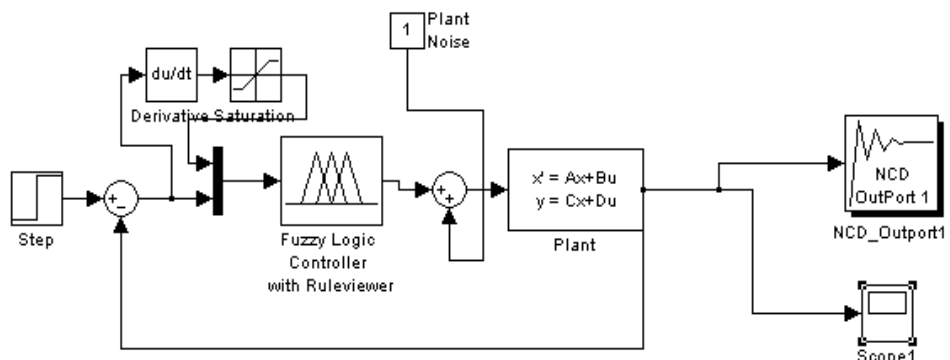 1
Plant
Noise
du/dt
Derivative Saturation
Step
+
−
Fuzzy Logic
Controller
with Ruleviewer
+
+
x' = Ax+Bu
y = Cx+Du
Plant
NCD
OutPort 1
NCD_Outport1
Scope1